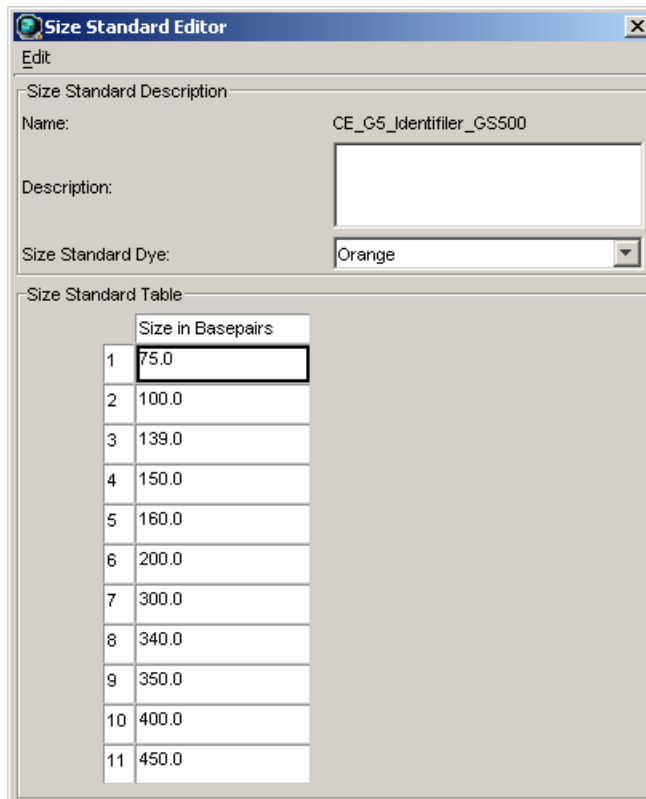 Size Standard Editor
Edit
Size Standard Description
Name: CE_G5_Identifiler_GS500
Description:
Size Standard Dye: Orange
Size Standard Table
Size in Basepairs
1 75.0
2 100.0
3 139.0
4 150.0
5 160.0
6 200.0
7 300.0
8 340.0
9 350.0
10 400.0
11 450.0